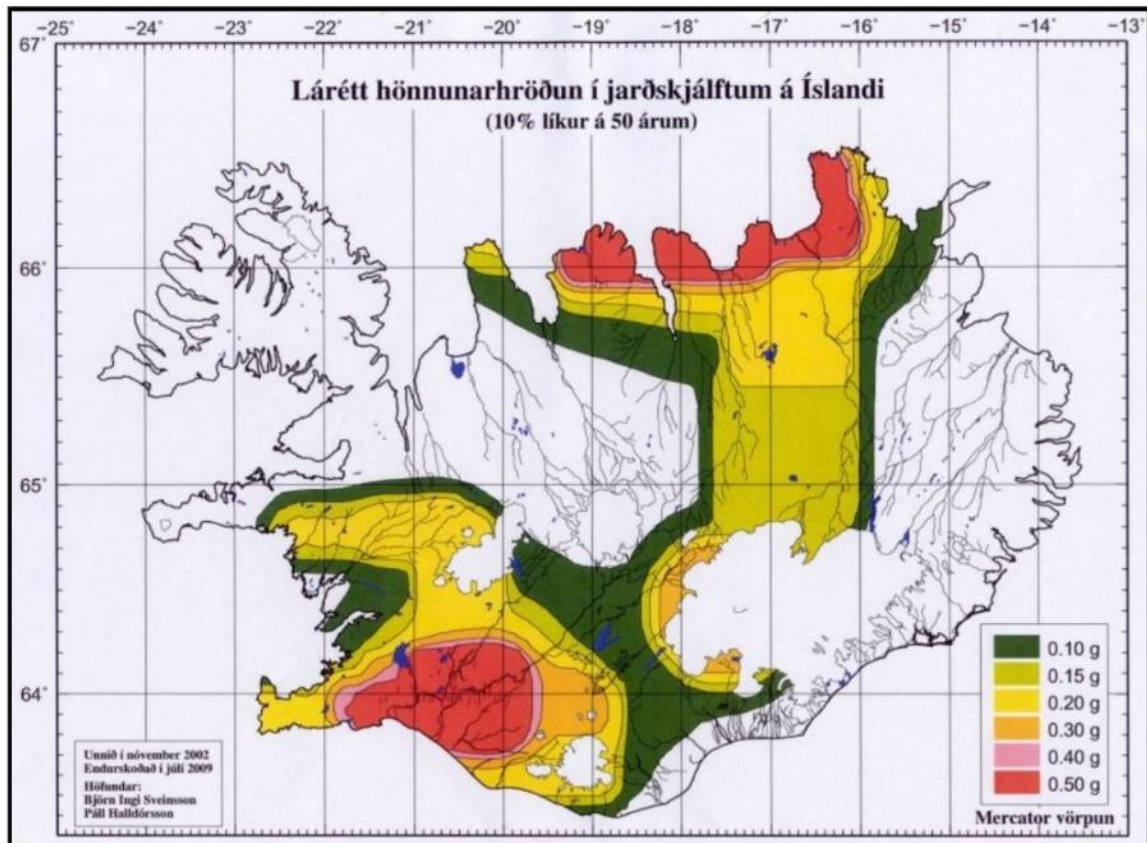 −25° −24° −23° −22° −21° −20° −19° −18° −17° −16° −15° −14° −13°
67°
Lárétt hönnunarhröðun í jarðskjálftum á Íslandi
(10% líkur á 50 árum)
66°
65°
64°
0.10 g
0.15 g
0.20 g
0.30 g
0.40 g
0.50 g
Unnið í nóvember 2002
Endurskoðað í júlí 2009
Höfundar:
Björn Ingi Sveinsson
Páll Halldórsson
Mercator vörpun